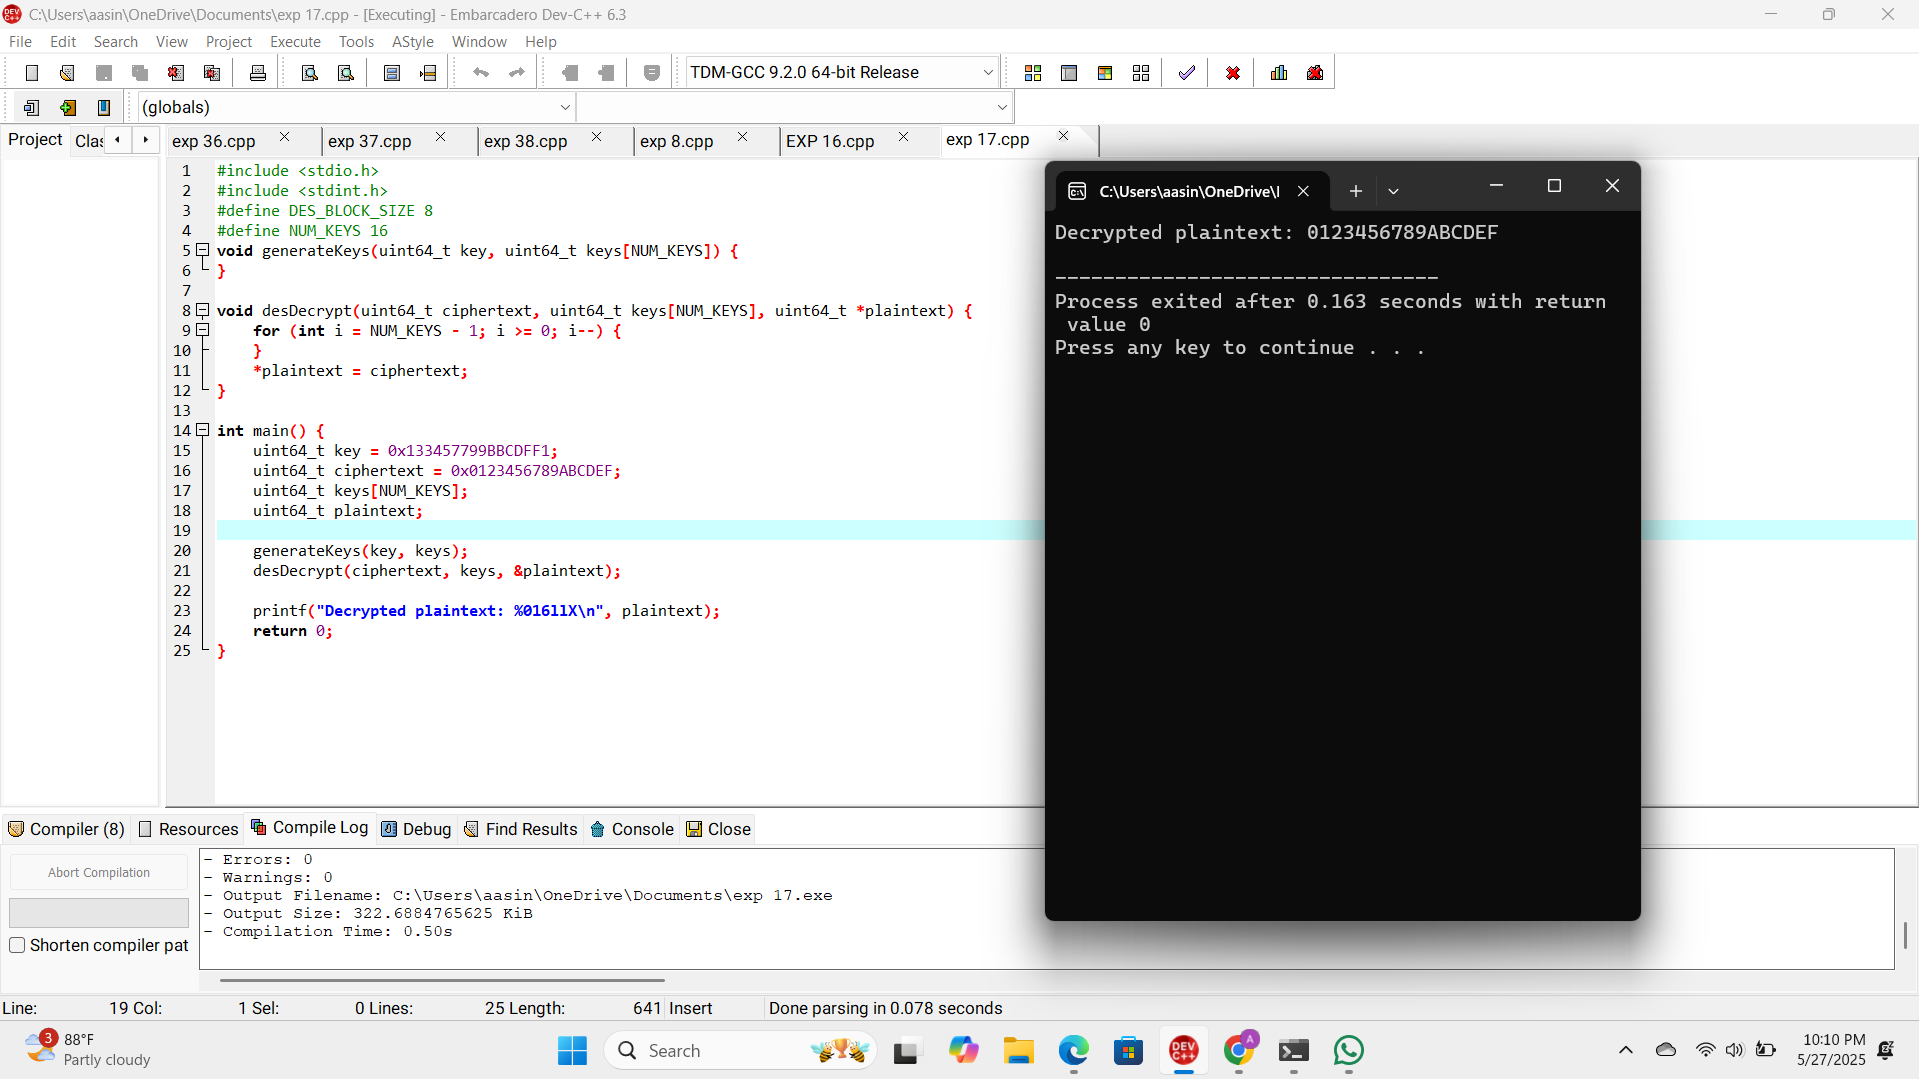 C:\Users\aasin\OneDrive\Documents\exp 17.cpp - [Executing] - Embarcadero Dev-C++ 6.3
File Edit Search View Project Execute Tools AStyle Window Help
TDM-GCC 9.2.0 64-bit Release
(globals)
Project Clas exp 36.cpp exp 37.cpp exp 38.cpp exp 8.cpp EXP 16.cpp exp 17.cpp
1 #include <stdio.h>
2 #include <stdint.h>
3 #define DES_BLOCK_SIZE 8
4 #define NUM_KEYS 16
5 void generateKeys(uint64_t key, uint64_t keys[NUM_KEYS]) {
6 }
7
8 void desDecrypt(uint64_t ciphertext, uint64_t keys[NUM_KEYS], uint64_t *plaintext) {
9 for (int i = NUM_KEYS - 1; i >= 0; i--) {
10 }
11 *plaintext = ciphertext;
12 }
13
14 int main() {
15 uint64_t key = 0x133457799BBCDFF1;
16 uint64_t ciphertext = 0x0123456789ABCDEF;
17 uint64_t keys[NUM_KEYS];
18 uint64_t plaintext;
19
20 generateKeys(key, keys);
21 desDecrypt(ciphertext, keys, &plaintext);
22
23 printf("Decrypted plaintext: %016llX\n", plaintext);
24 return 0;
25 }
C:\Users\aasin\OneDrive\I
Decrypted plaintext: 0123456789ABCDEF
--------------------------------
Process exited after 0.163 seconds with return
value 0
Press any key to continue . . .
Compiler (8) Resources Compile Log Debug Find Results Console Close
Abort Compilation
Shorten compiler pat
- Errors: 0
- Warnings: 0
- Output Filename: C:\Users\aasin\OneDrive\Documents\exp 17.exe
- Output Size: 322.6884765625 KiB
- Compilation Time: 0.50s
Line: 19 Col: 1 Sel: 0 Lines: 25 Length: 641 Insert Done parsing in 0.078 seconds
3
88°F
Partly cloudy
Search
DEV C++
A
10:10 PM
5/27/2025